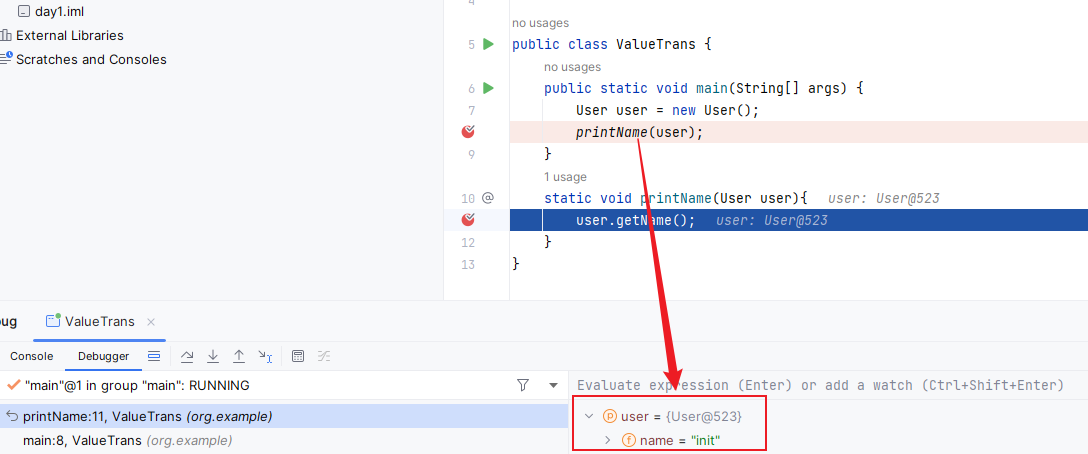 day1.iml
External Libraries
Scratches and Consoles
4
no usages
5 public class ValueTrans {
no usages
6 public static void main(String[] args) {
7 User user = new User();
printName(user);
9 }
1 usage
10 @ static void printName(User user){ user: User@523
user.getName(); user: User@523
12 }
13 }
ug ValueTrans
Console Debugger
"main"@1 in group "main": RUNNING
printName:11, ValueTrans (org.example)
main:8, ValueTrans (org.example)
Evaluate expression (Enter) or add a watch (Ctrl+Shift+Enter)
p user = {User@523}
f name = "init"